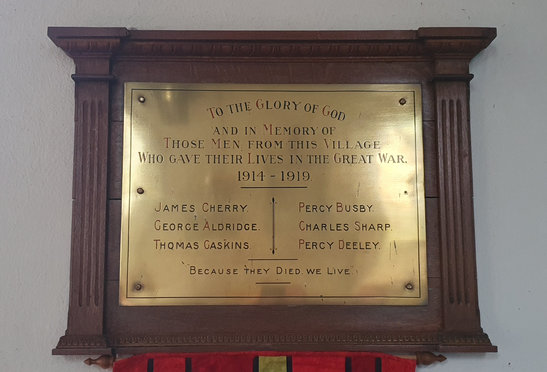 To the Glory of God
and in Memory of
Those Men from this Village
Who gave their Lives in the Great War.
1914 - 1919
James Cherry. Percy Busby.
George Aldridge. Charles Sharp.
Thomas Gaskins. Percy Deeley.
Because they Died we Live.